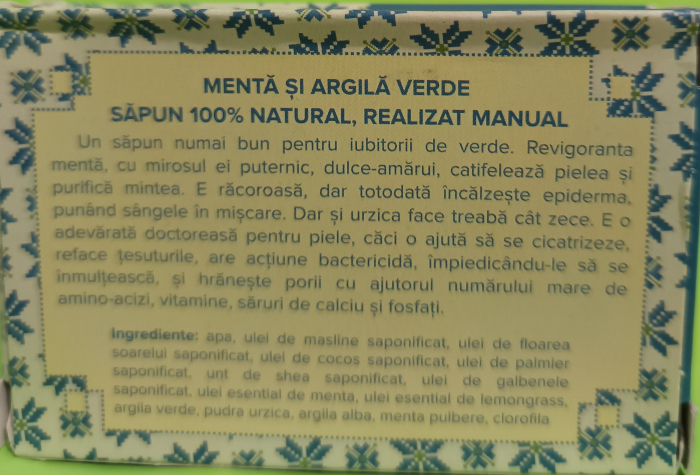 MENTĂ ȘI ARGILĂ VERDE
SĂPUN 100% NATURAL, REALIZAT MANUAL
Un săpun numai bun pentru iubitorii de verde. Revigoranta
mentă, cu mirosul ei puternic, dulce-amărui, catifelează pielea și
purifică mintea. E răcoroasă, dar totodată încălzește epiderma,
punând sângele în mișcare. Dar și urzica face treabă cât zece. E o
adevărată doctoreasă pentru piele, căci o ajută să se cicatrizeze,
reface țesuturile, are acțiune bactericidă, împiedicându-le să se
înmulțească, și hrănește porii cu ajutorul numărului mare de
amino-acizi, vitamine, săruri de calciu și fosfați.
Ingrediente: apa, ulei de masline saponificat, ulei de floarea
soarelui saponificat, ulei de cocos saponificat, ulei de palmier
saponificat, unt de shea saponificat, ulei de galbenele
saponificat, ulei esential de menta, ulei esential de lemongrass,
argila verde, pudra urzica, argila alba, menta pulbere, clorofila